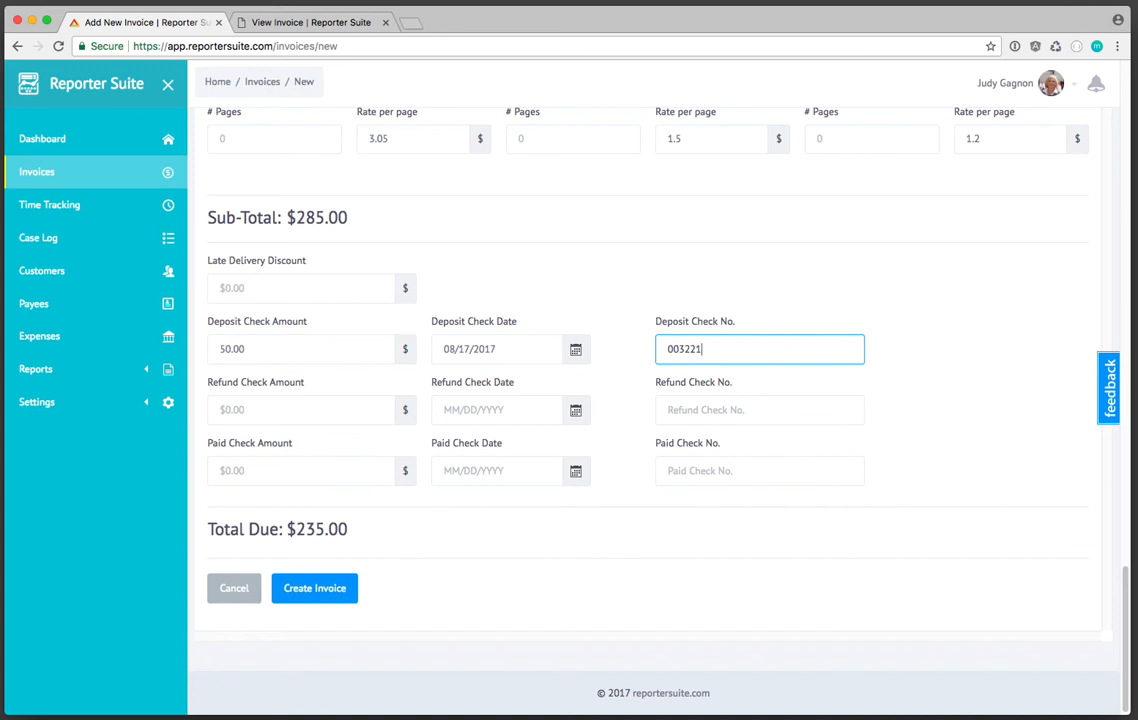 Add New Invoice | Reporter Su
View Invoice | Reporter Suite
Secure | https://app.reportersuite.com/invoices/new
Reporter Suite
Home / Invoices / New
Judy Gagnon
Dashboard
Invoices
Time Tracking
Case Log
Customers
Payees
Expenses
Reports
Settings
# Pages Rate per page # Pages Rate per page # Pages Rate per page
0 3.05 $ 0 1.5 $ 0 1.2 $
Sub-Total: $285.00
Late Delivery Discount
$0.00 $
Deposit Check Amount Deposit Check Date Deposit Check No.
50.00 $ 08/17/2017 003221
Refund Check Amount Refund Check Date Refund Check No.
$0.00 $ MM/DD/YYYY Refund Check No.
Paid Check Amount Paid Check Date Paid Check No.
$0.00 $ MM/DD/YYYY Paid Check No.
Total Due: $235.00
Cancel Create Invoice
feedback
© 2017 reportersuite.com